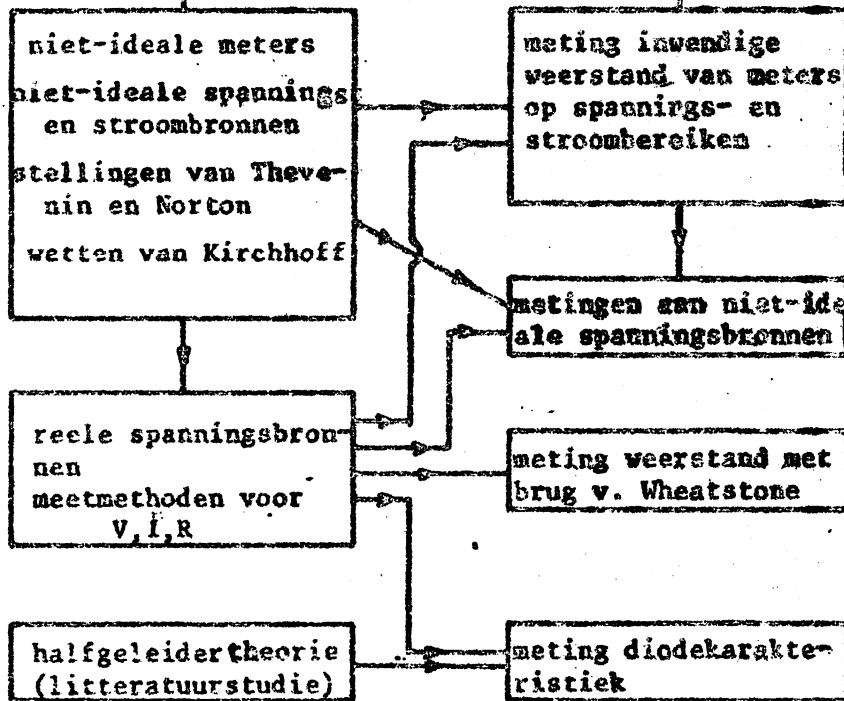 niet-ideale meters
niet-ideale spannings
en stroombronnen
stellingen van Theve-
nin en Norton
wetten van Kirchhoff
meting inwendige
weerstand van meters
op spannings- en
stroombereiken
metingen aan niet-ide
ale spanningsbronnen
reele spanningsbron-
nen
meetmethoden voor
V,I,R
meting weerstand met
brug v. Wheatstone
halfgeleidertheorie
(litteratuurstudie)
meting diodekarakte-
ristiek